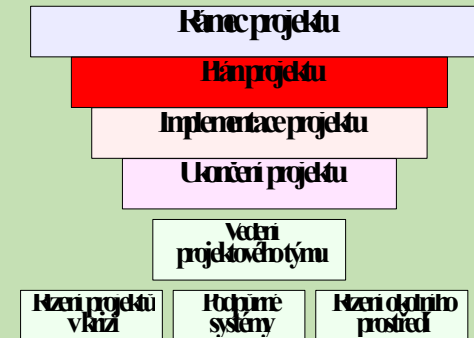 Rámec projektu
Plán projektu
Implementace projektu
Ukončení projektu
Vedení
projektového týmu
Řízení projektů
v krizi
Podpůrné
systémy
Řízení okolního
prostředí